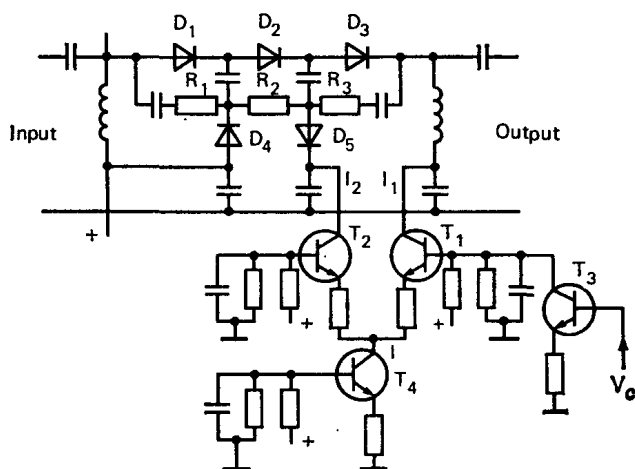 D1 D2 D3
R1 R2 R3
Input D4 D5 Output
I2 I1
+
T2 T1
T3
+ I +
T4 Vc
+